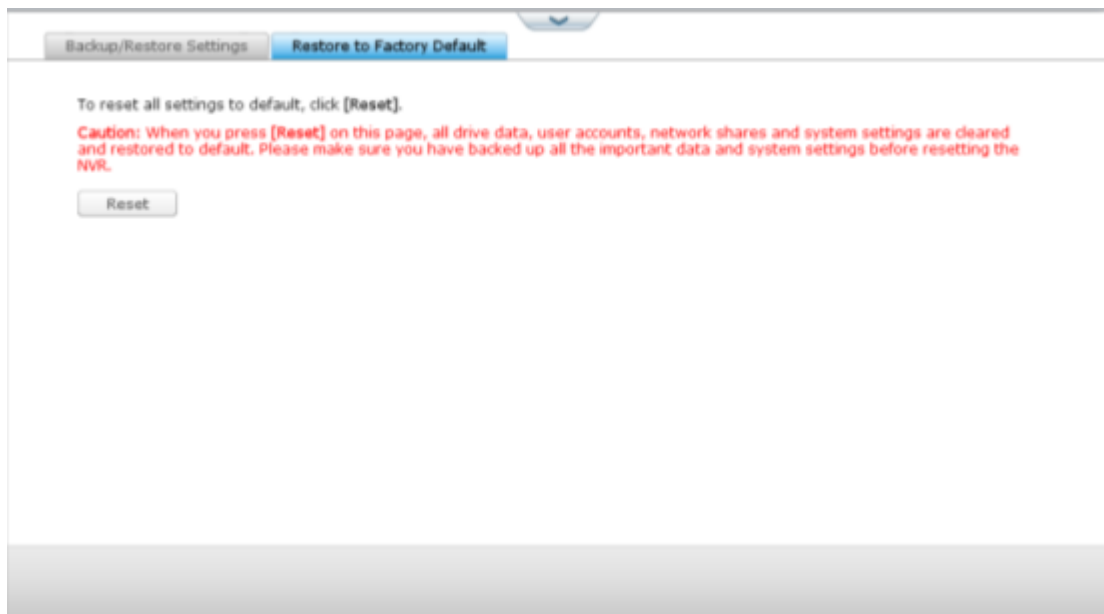 Backup/Restore Settings Restore to Factory Default
To reset all settings to default, click [Reset].
Caution: When you press [Reset] on this page, all drive data, user accounts, network shares and system settings are cleared
and restored to default. Please make sure you have backed up all the important data and system settings before resetting the
NVR.
Reset